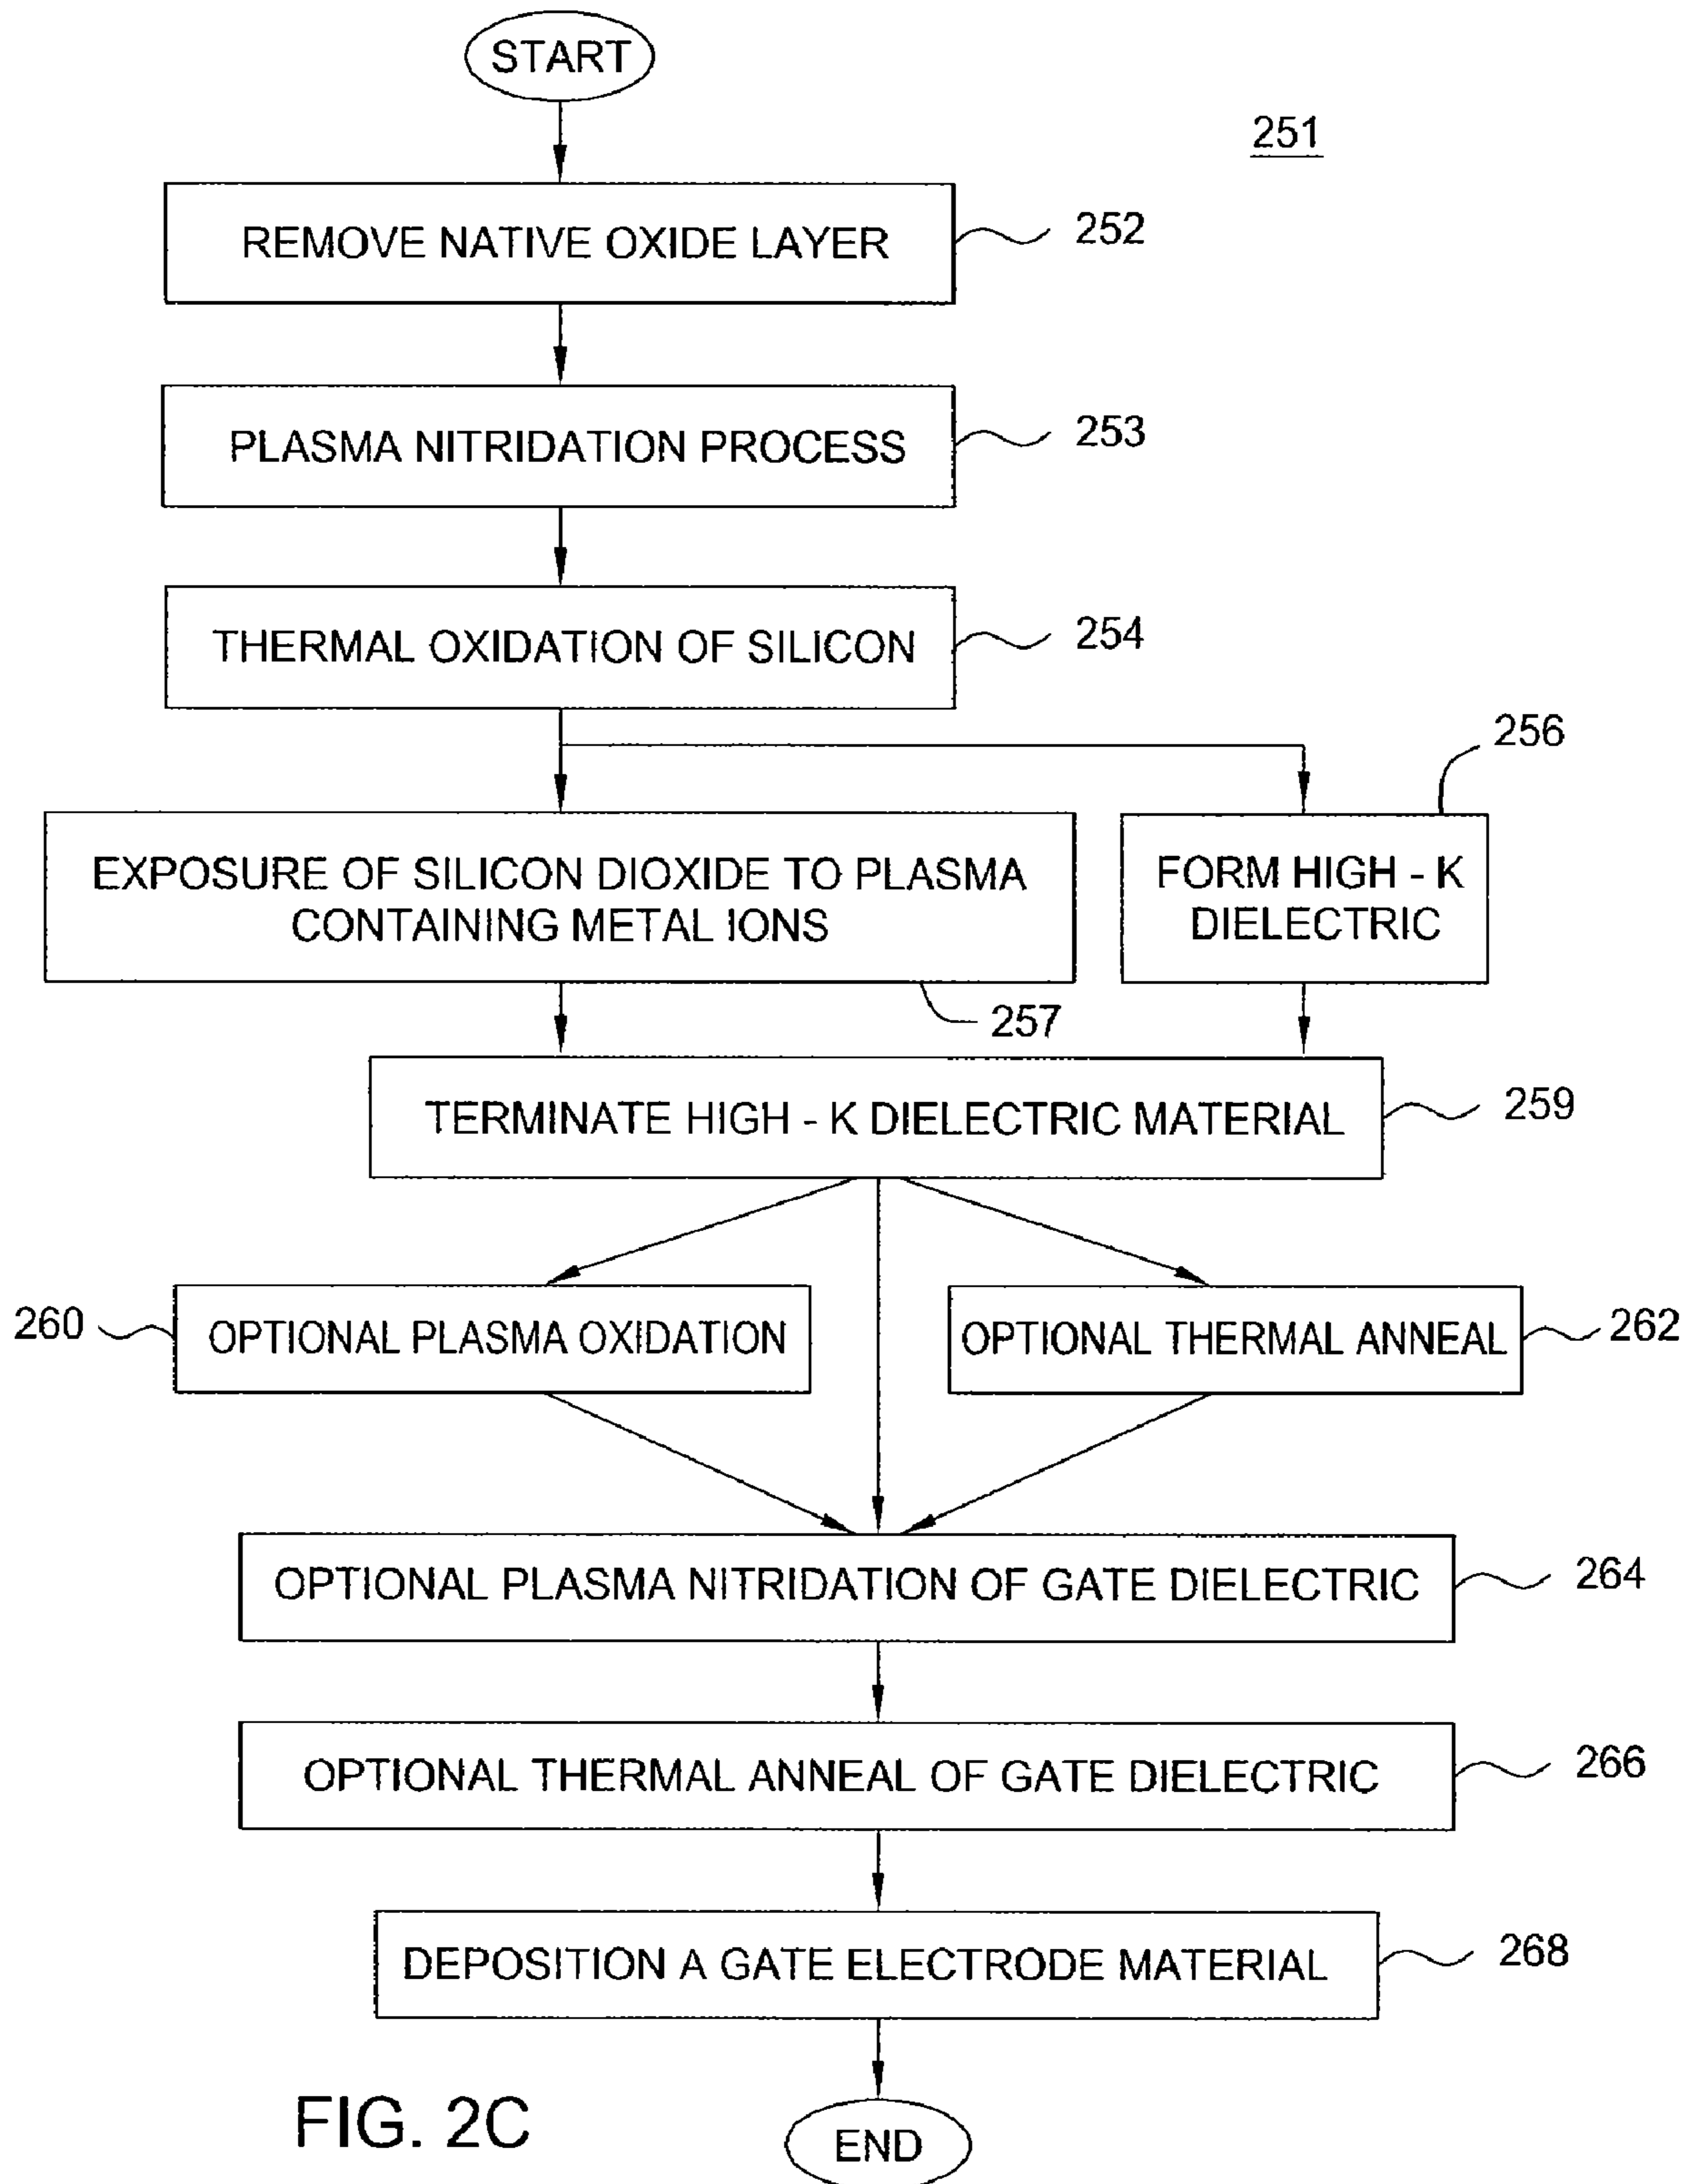 START
251
REMOVE NATIVE OXIDE LAYER
252
PLASMA NITRIDATION PROCESS
253
THERMAL OXIDATION OF SILICON
254
256
EXPOSURE OF SILICON DIOXIDE TO PLASMA
CONTAINING METAL IONS
FORM HIGH - K
DIELECTRIC
257
TERMINATE HIGH - K DIELECTRIC MATERIAL
259
260
OPTIONAL PLASMA OXIDATION
OPTIONAL THERMAL ANNEAL
262
OPTIONAL PLASMA NITRIDATION OF GATE DIELECTRIC
264
OPTIONAL THERMAL ANNEAL OF GATE DIELECTRIC
266
DEPOSITION A GATE ELECTRODE MATERIAL
268
FIG. 2C
END